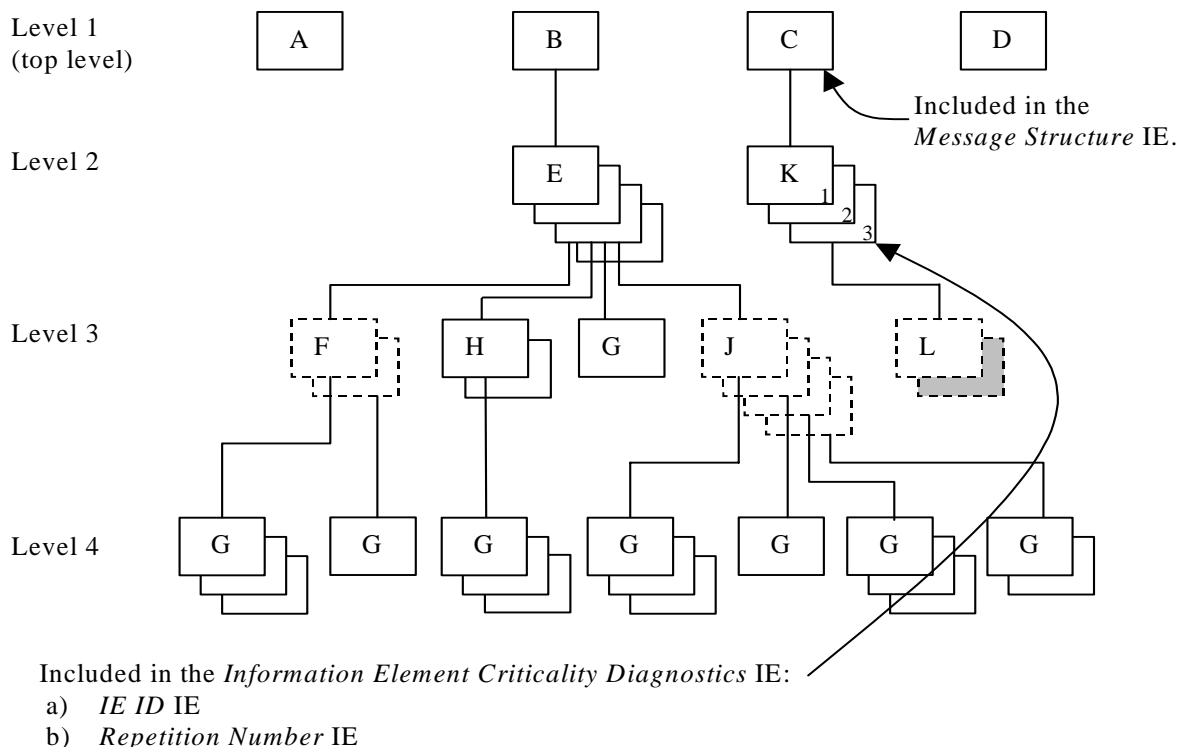 Level 1
(top level)
A
B
C
D
Included in the
Message Structure IE.
Level 2
E
K
1
2
3
Level 3
F
H
G
J
L
Level 4
G
G
G
G
G
G
G
Included in the Information Element Criticality Diagnostics IE:
a) IE ID IE
b) Repetition Number IE